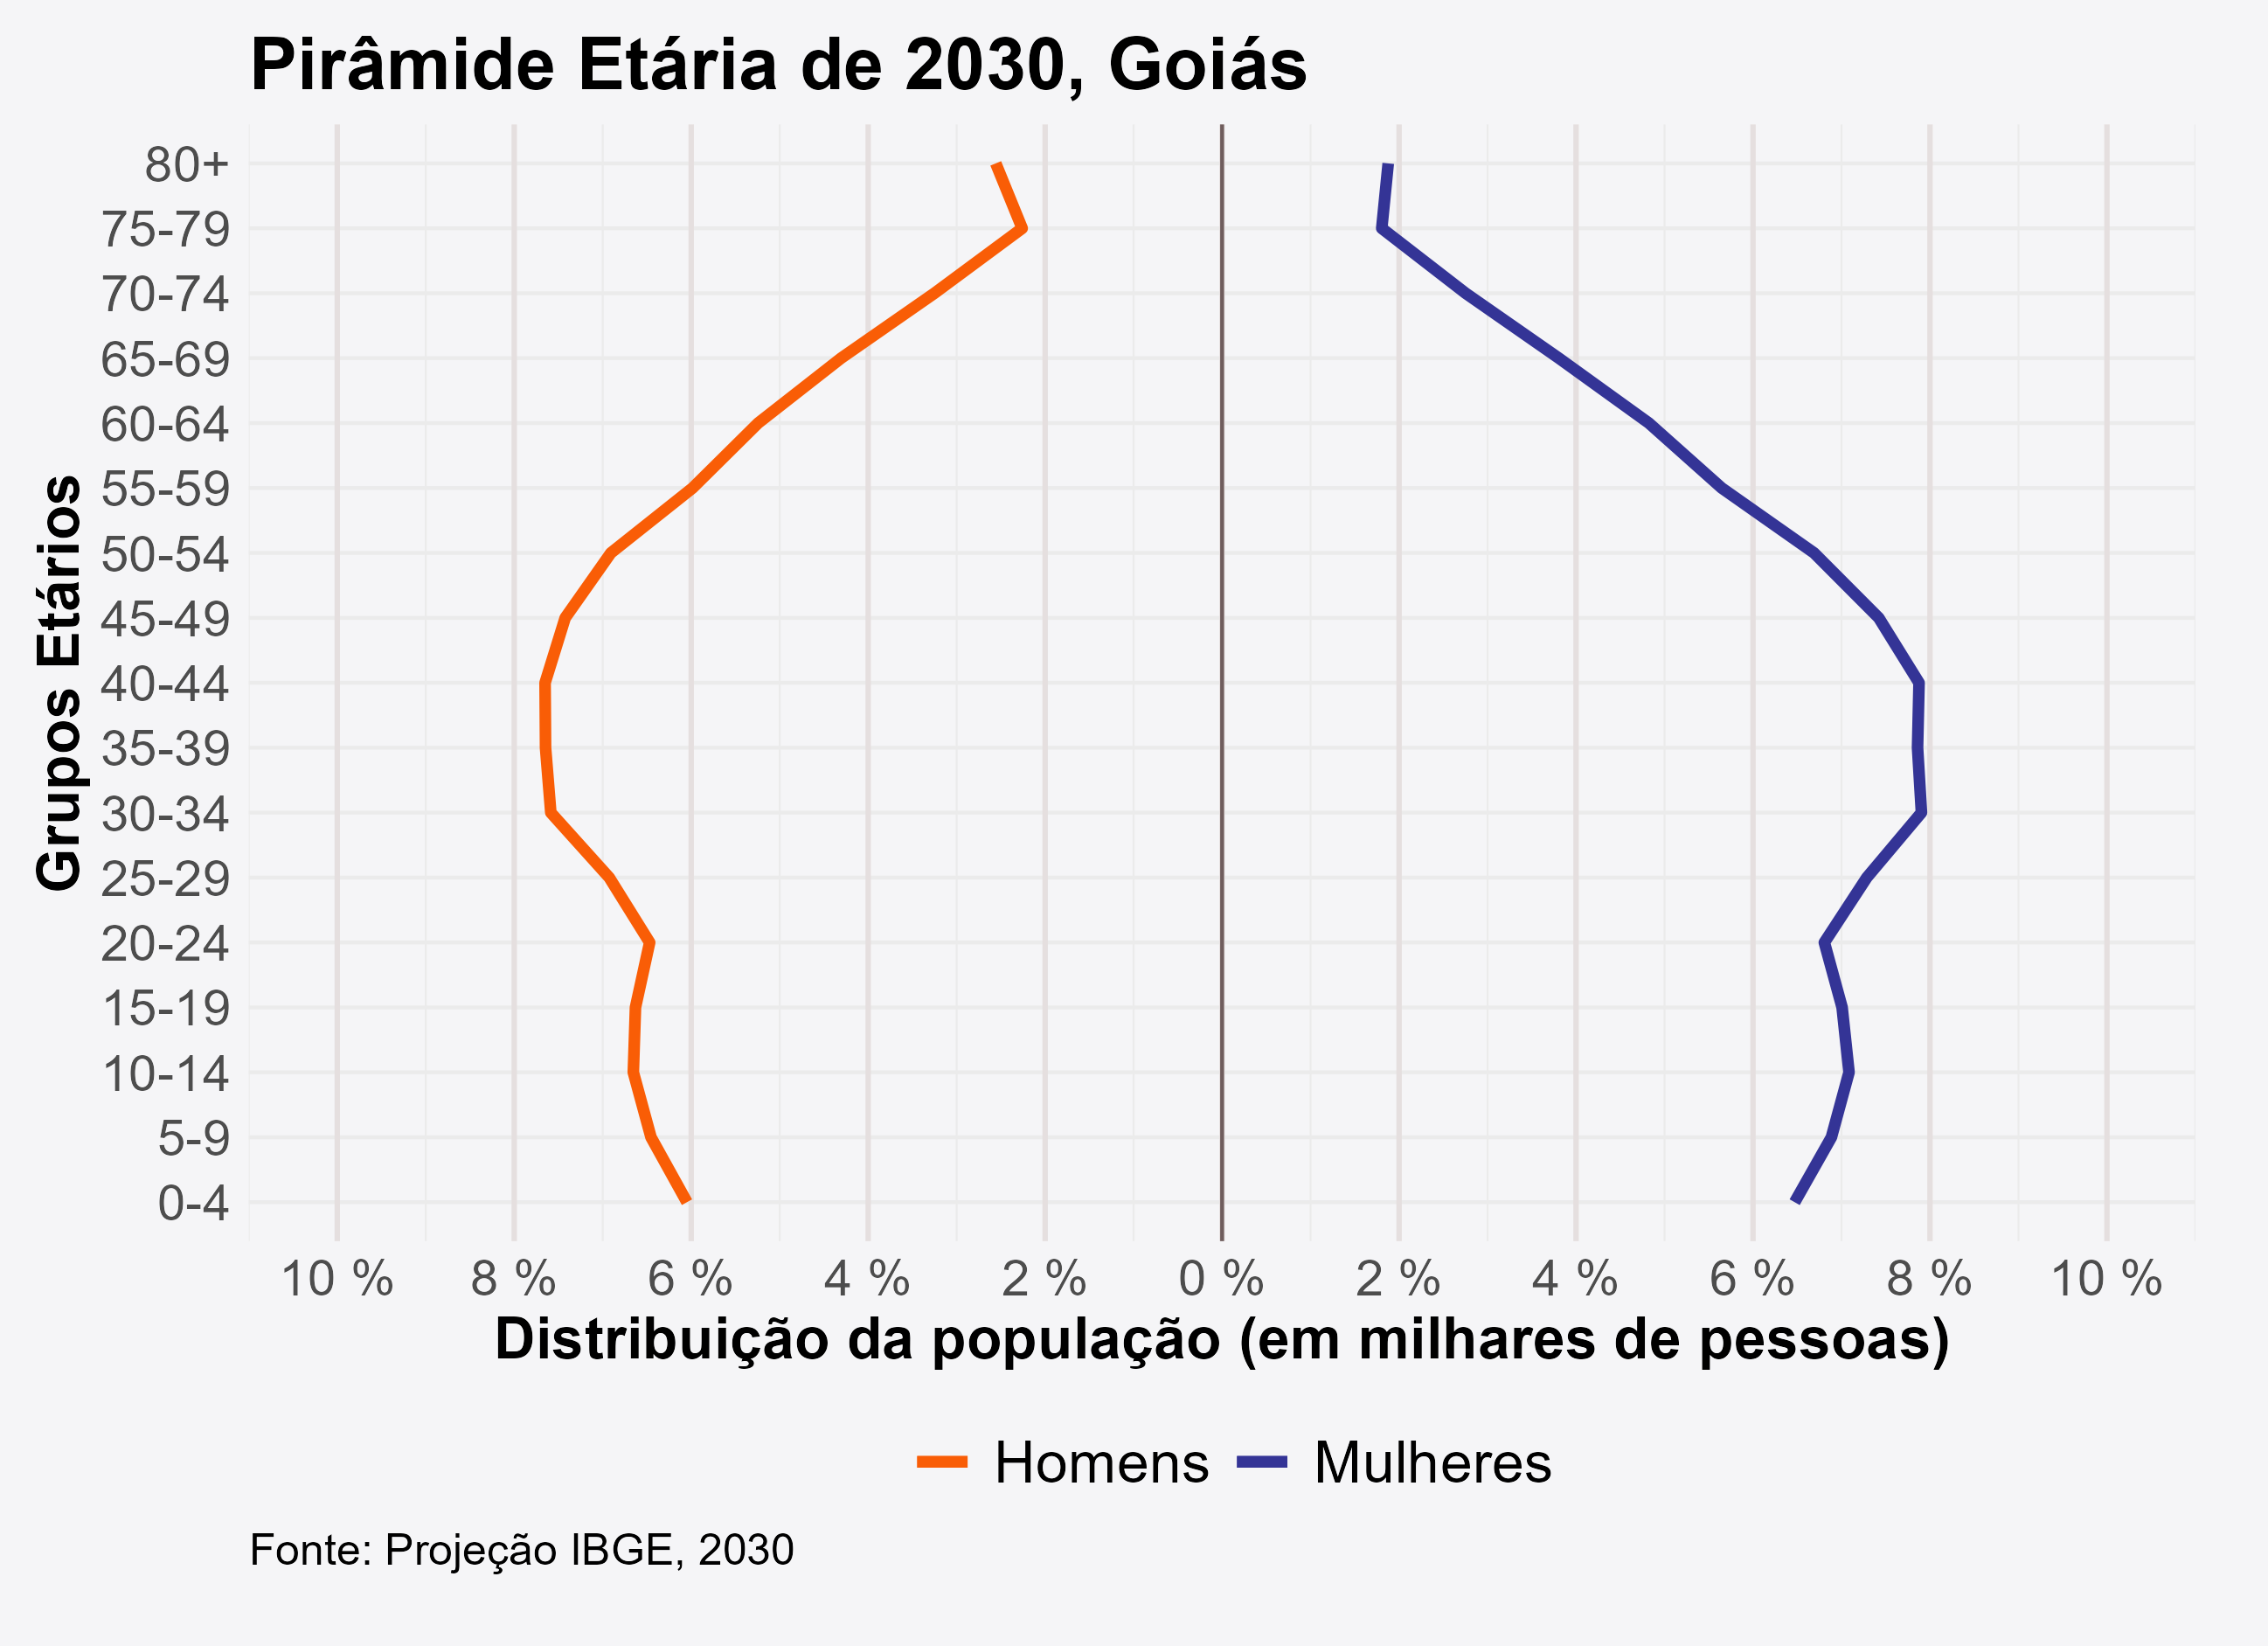 Pirâmide Etária de 2030, Goiás
Grupos Etários
80+
75-79
70-74
65-69
60-64
55-59
50-54
45-49
40-44
35-39
30-34
25-29
20-24
15-19
10-14
5-9
0-4
10 % 8 % 6 % 4 % 2 % 0 % 2 % 4 % 6 % 8 % 10 %
Distribuição da população (em milhares de pessoas)
Homens Mulheres
Fonte: Projeção IBGE, 2030